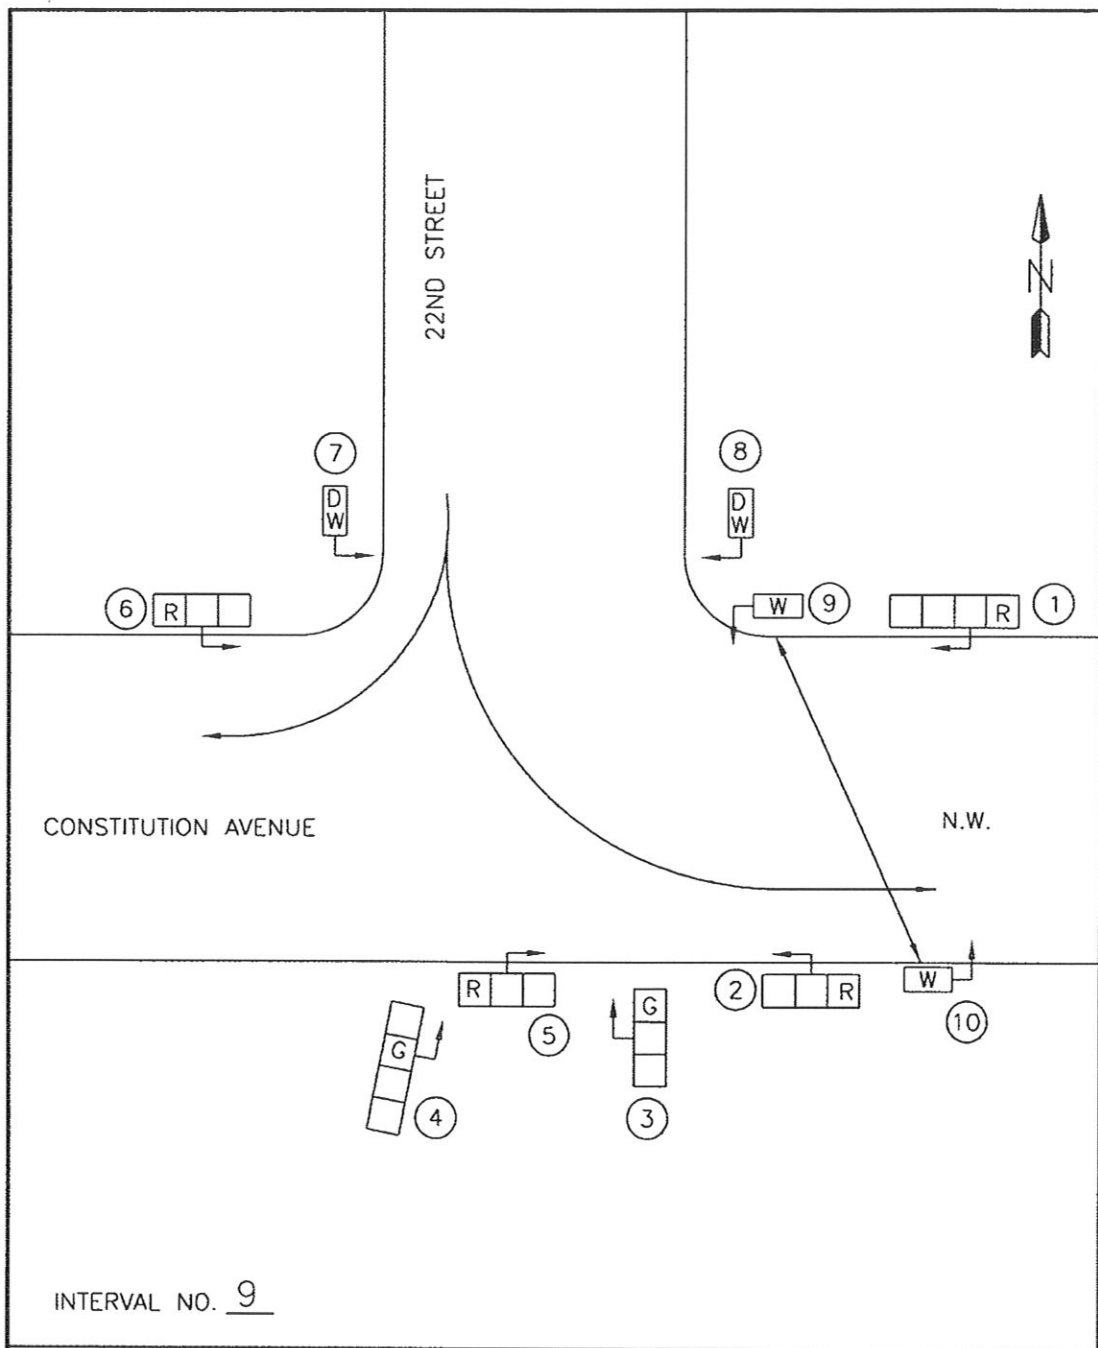 22ND STREET
N
7
8
D
W
D
W
6
R
W
9
R
1
CONSTITUTION AVENUE
N.W.
R
5
G
2
R
W
10
G
4
3
INTERVAL NO. 9